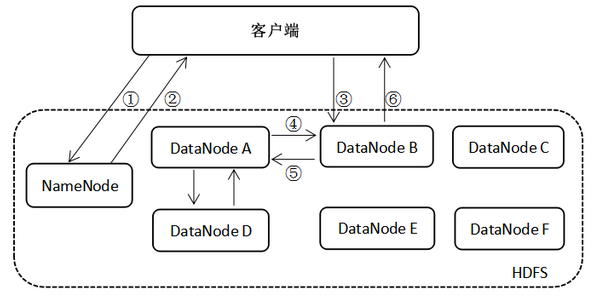 客户端
① ② ③ ⑥
DataNode A ④ DataNode B DataNode C
⑤
NameNode
DataNode D DataNode E DataNode F
HDFS